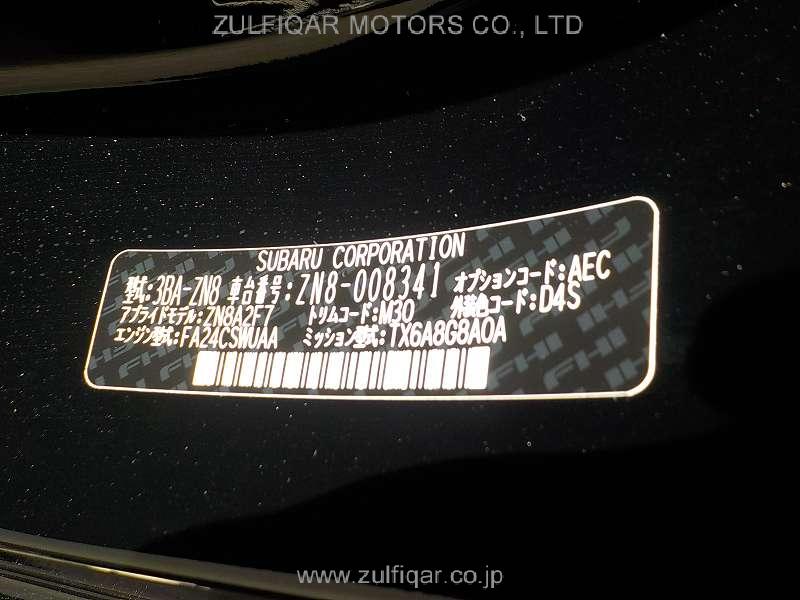 ZULFIQAR MOTORS CO., LTD
SUBARU CORPORATION
型式:3BA-ZN8 車台番号:ZN8-008341 オプションコード:AEC
アプライドモデル:ZN8A2F7 トリムコード:M30 外装色コード:D4S
エンジン型式:FA24CSWUAA ミッション型式:TX6A8G8A0A
FHI FHI FHI
www.zulfiqar.co.jp